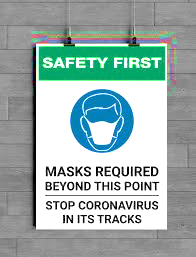 SAFETY FIRST
MASKS REQUIRED
BEYOND THIS POINT
STOP CORONAVIRUS
IN ITS TRACKS